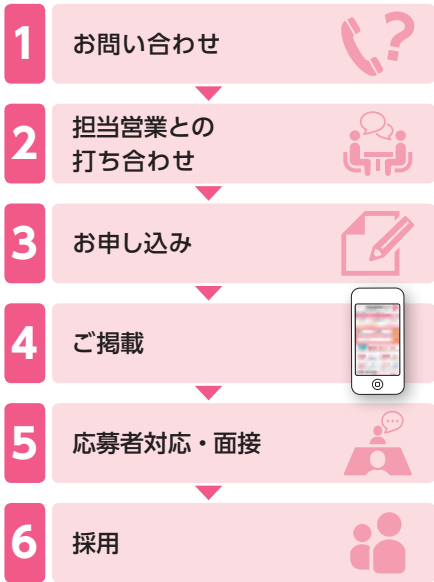 1
お問い合わせ
?
2
担当営業との
打ち合わせ
3
お申し込み
4
ご掲載
5
応募者対応・面接
6
採用